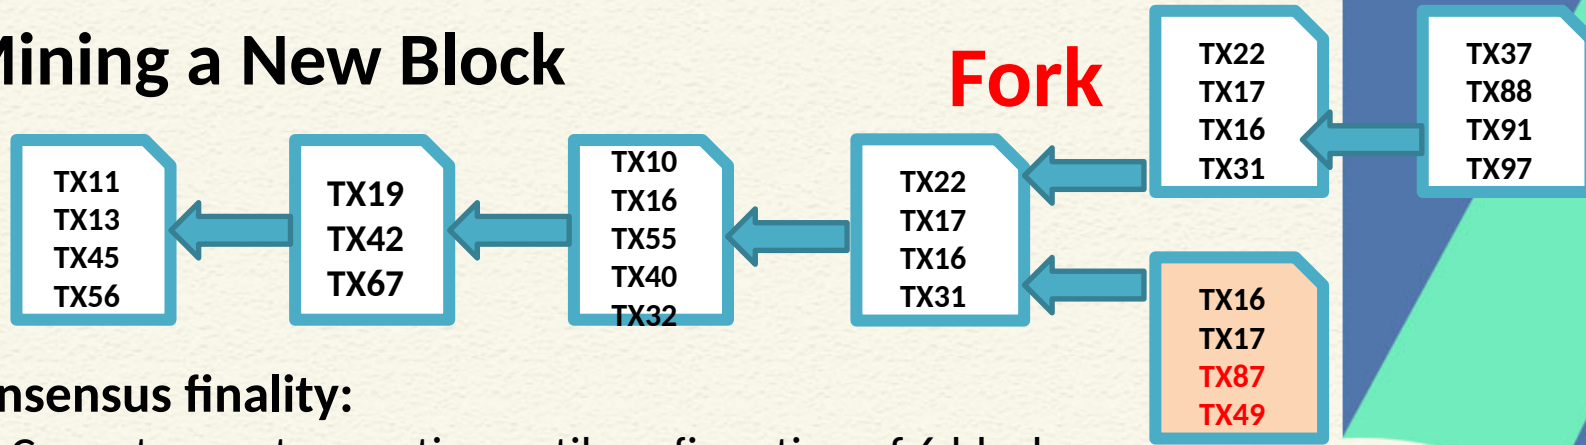 Mining a New Block
Fork
TX11
TX13
TX45
TX56
TX19
TX42
TX67
TX10
TX16
TX55
TX40
TX32
TX22
TX17
TX16
TX31
TX22
TX17
TX16
TX31
TX37
TX88
TX91
TX97
TX16
TX17
TX87
TX49
nsensus finality: